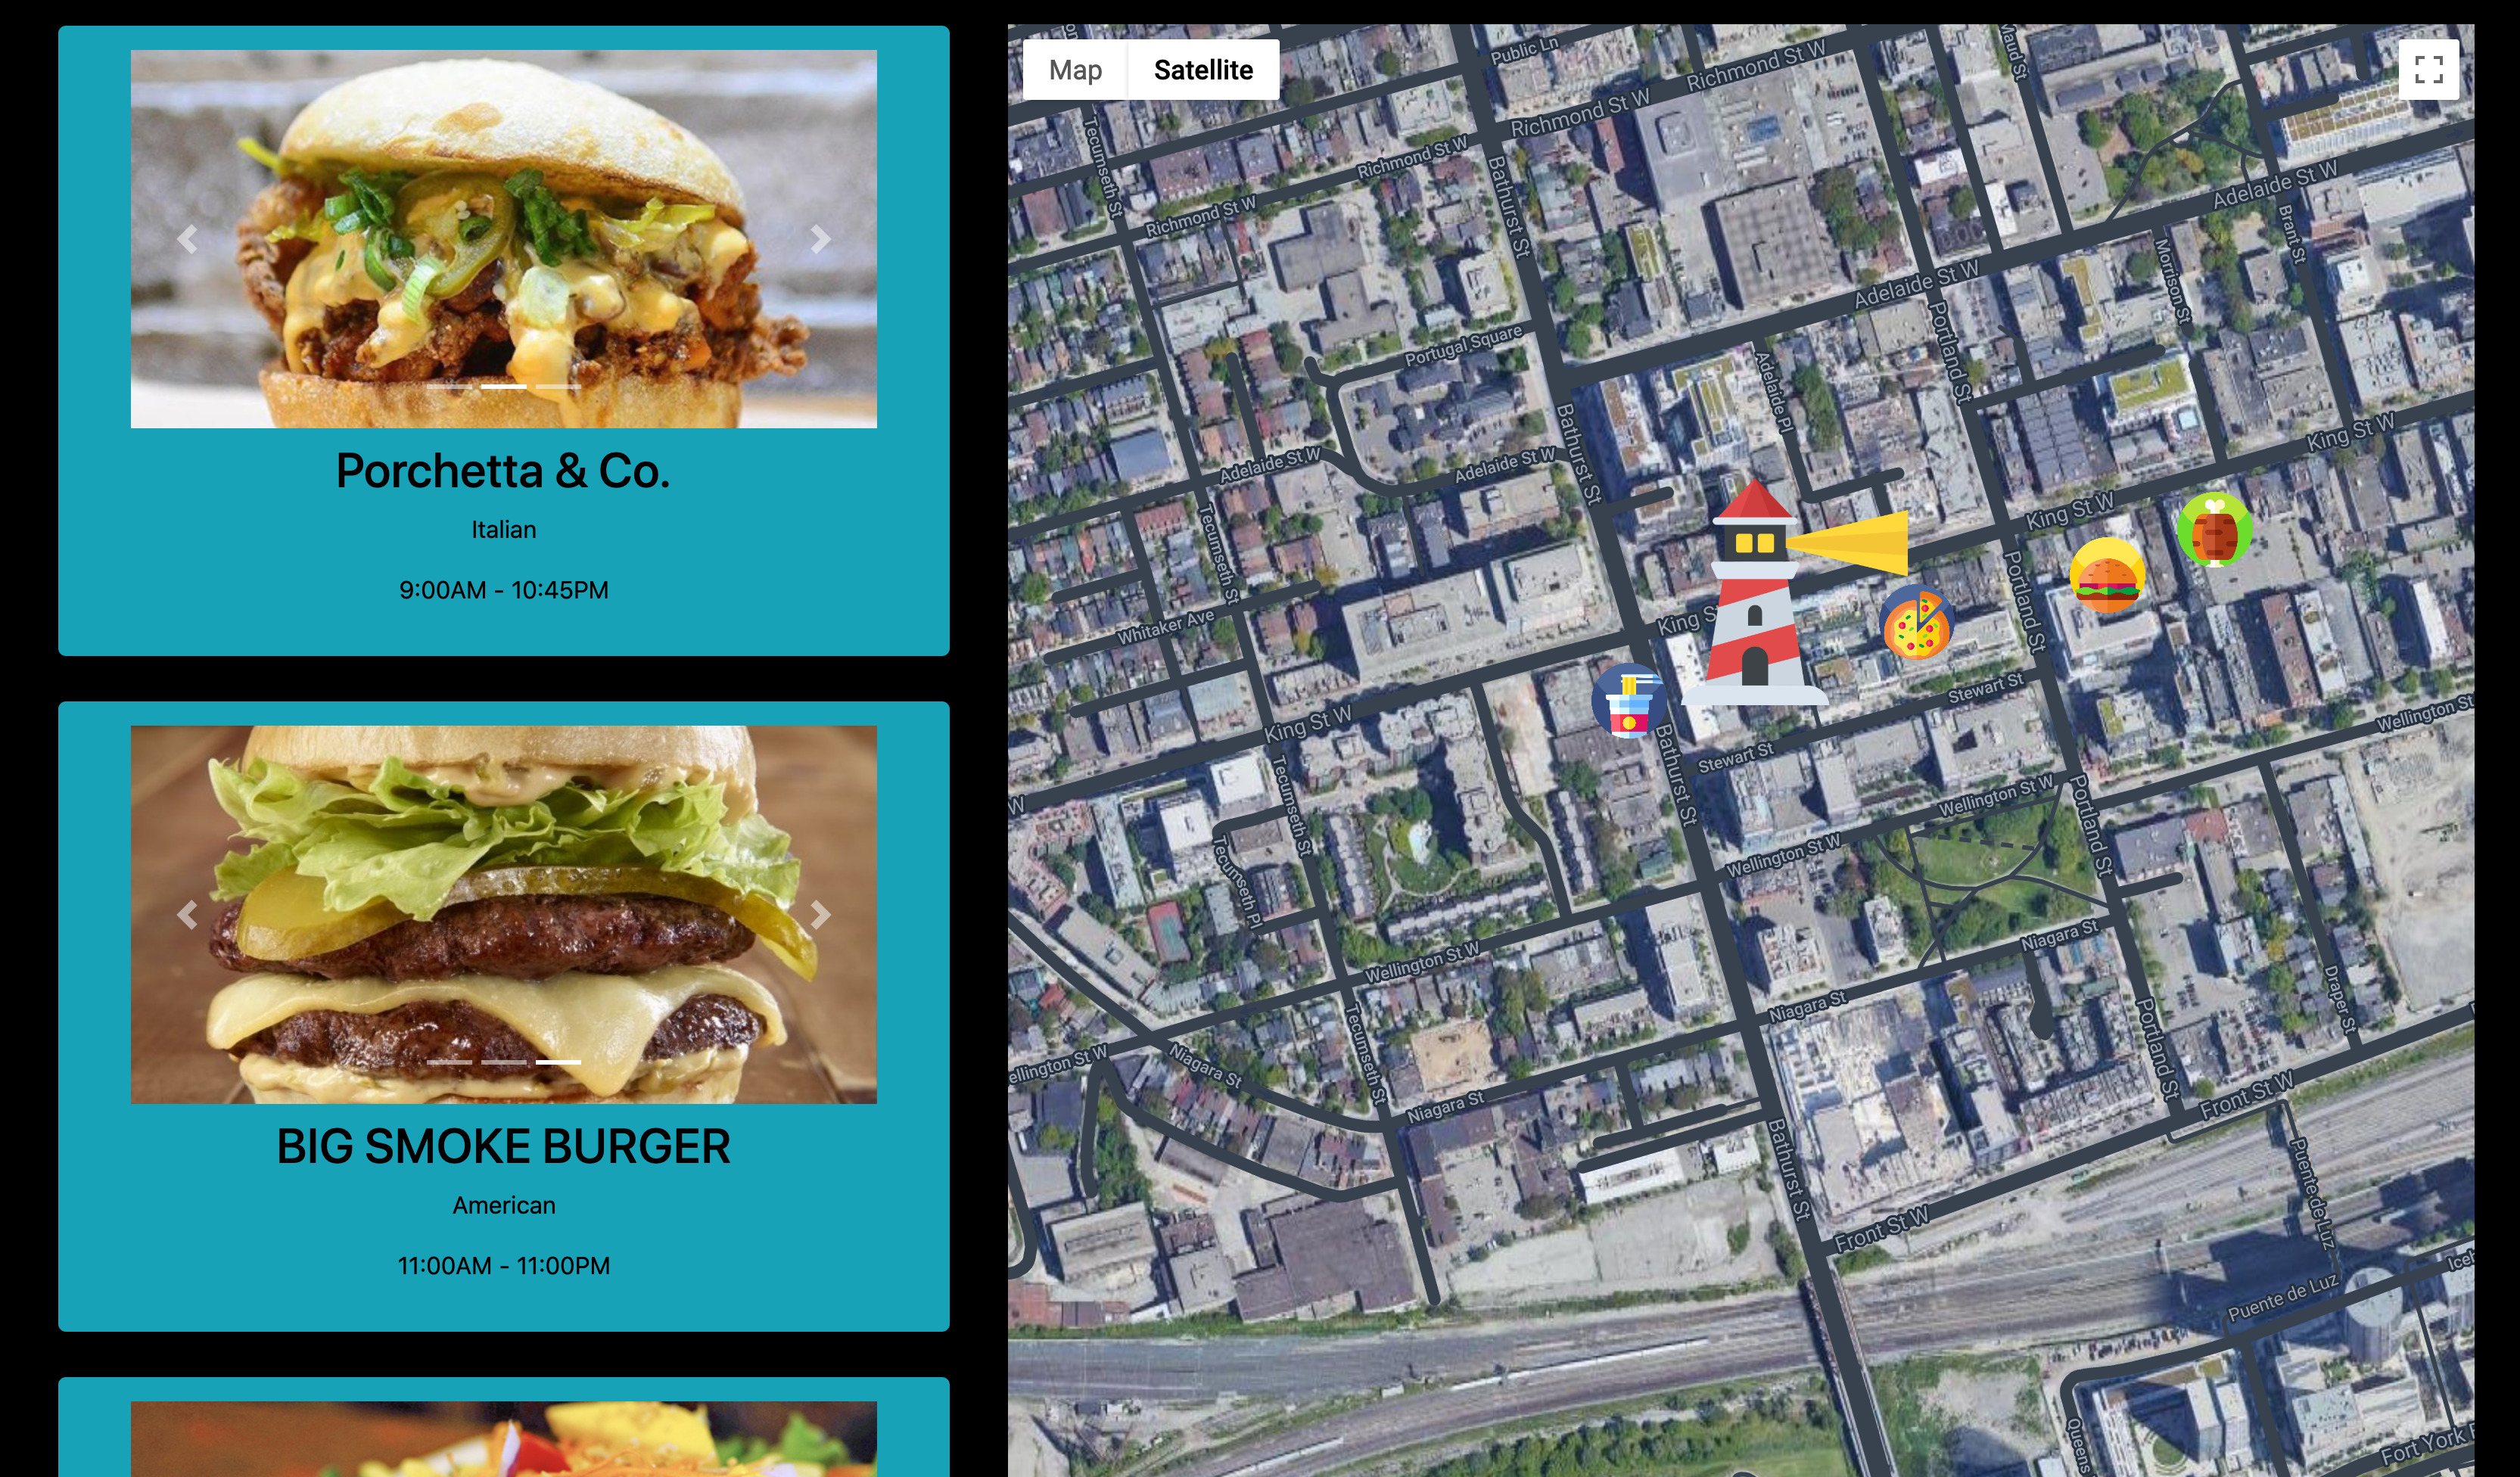 Porchetta & Co.
Italian
9:00AM - 10:45PM
BIG SMOKE BURGER
American
11:00AM - 11:00PM
Map
Satellite
Public Ln
Richmond St W
Richmond St W
Maud St
Tecumseth St
Richmond St W
Richmond St W
Bathurst St
Adelaide St W
Brant St
Morrison St
Adelaide St W
Portland St
Portugal Square
Adelaide Pl
King St W
Adelaide St W
Adelaide St W
Bathurst St
King St W
Tecumseth St
Portland St
Whitaker Ave
King S
Stewart St
Wellington St
King St W
Stewart St
Bathurst St
Tecumseth St
Wellington St W
Portland St
Wellington St W
Tecumseth Pl
Niagara St
Wellington St W
Niagara St
Draper St
Tecumseth St
Portland St
ellington St W
Niagara St
Front St W
Niagara St
Bathurst St
Puente de Luz
Front St W
Puente de Luz
Iceb
Queens
Fort York